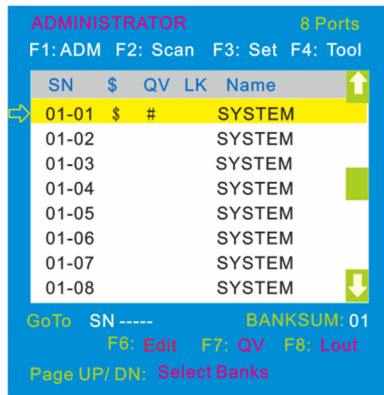 ADMINISTRATOR 8 Ports
F1: ADM F2: Scan F3: Set F4: Tool
SN $ QV LK Name
01-01 $ # SYSTEM
01-02 SYSTEM
01-03 SYSTEM
01-04 SYSTEM
01-05 SYSTEM
01-06 SYSTEM
01-07 SYSTEM
01-08 SYSTEM
GoTo SN ----- BANKSUM: 01
F6: Edit F7: QV F8: Lout
Page UP/ DN: Select Banks